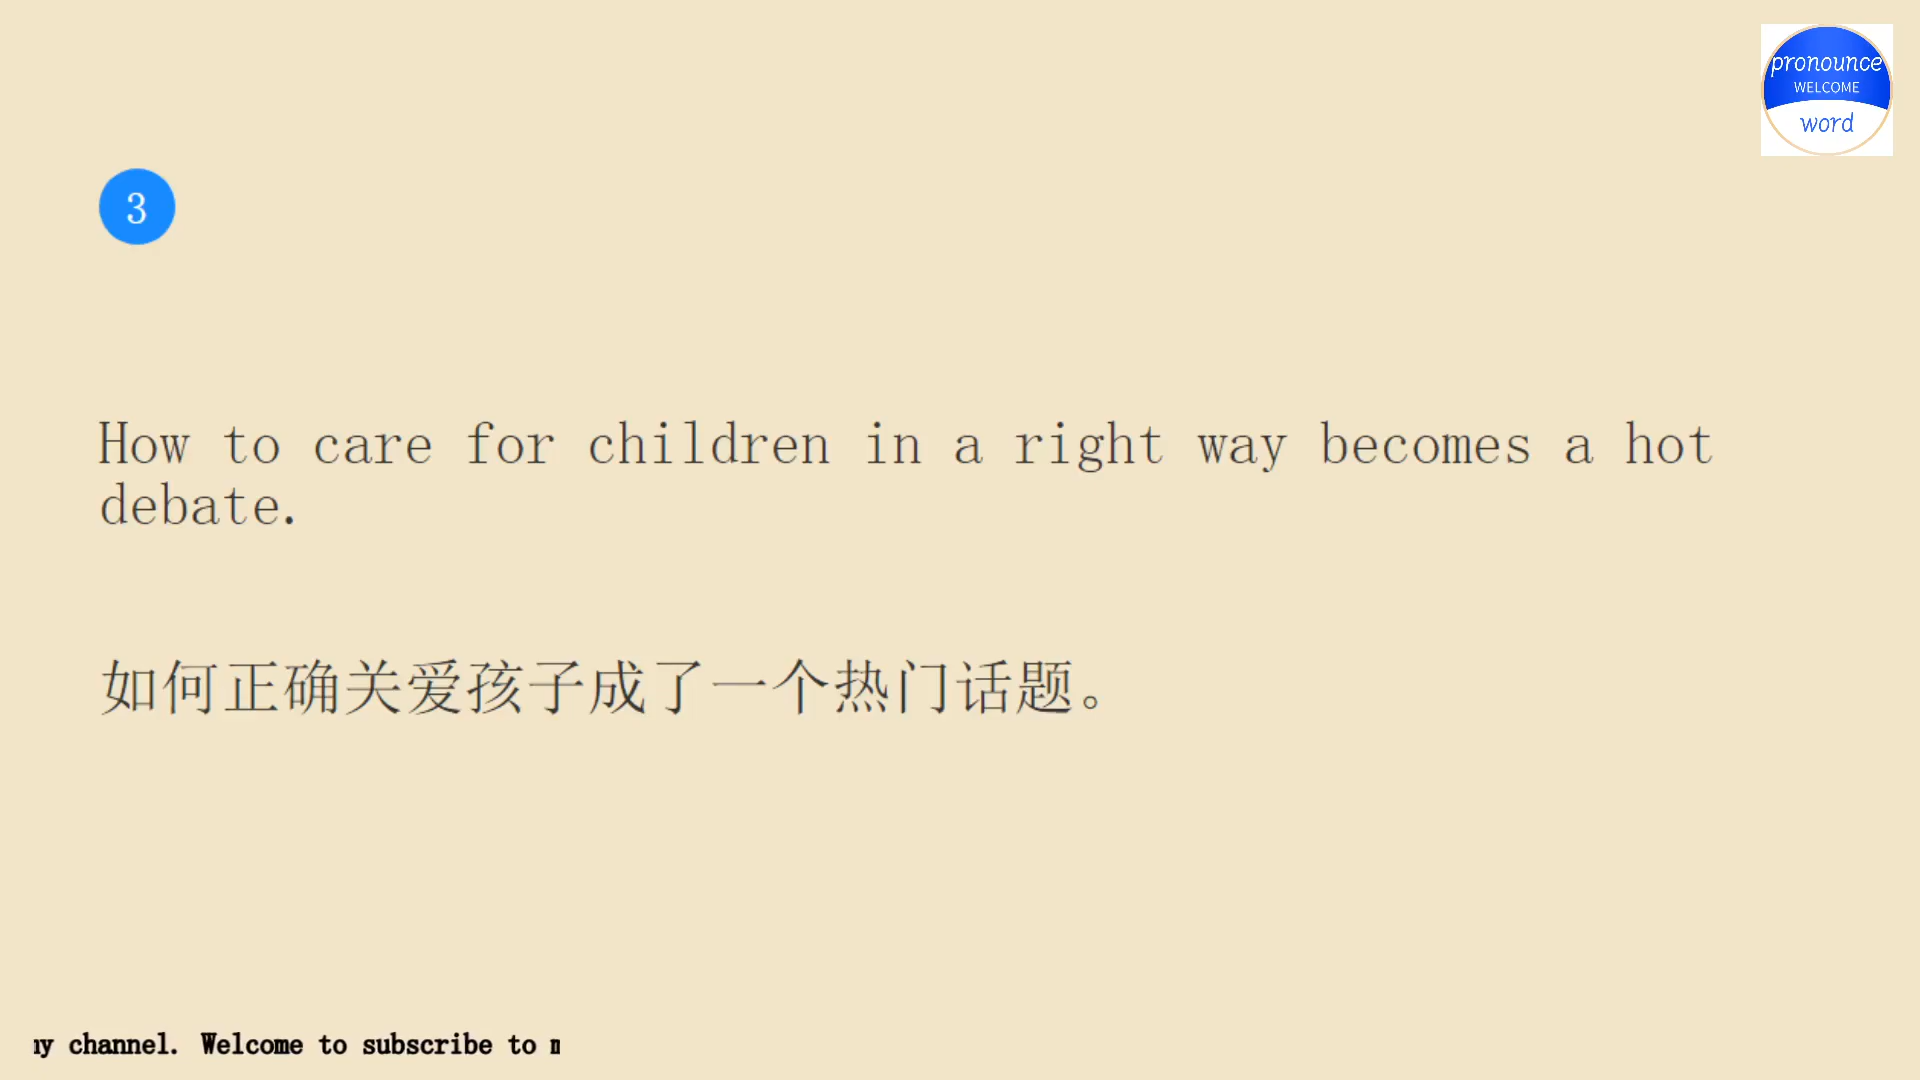 pronounce
WELCOME
word
3
How to care for children in a right way becomes a hot
debate.
如何正确关爱孩子成了一个热门话题。
channel. Welcome to subscribe to